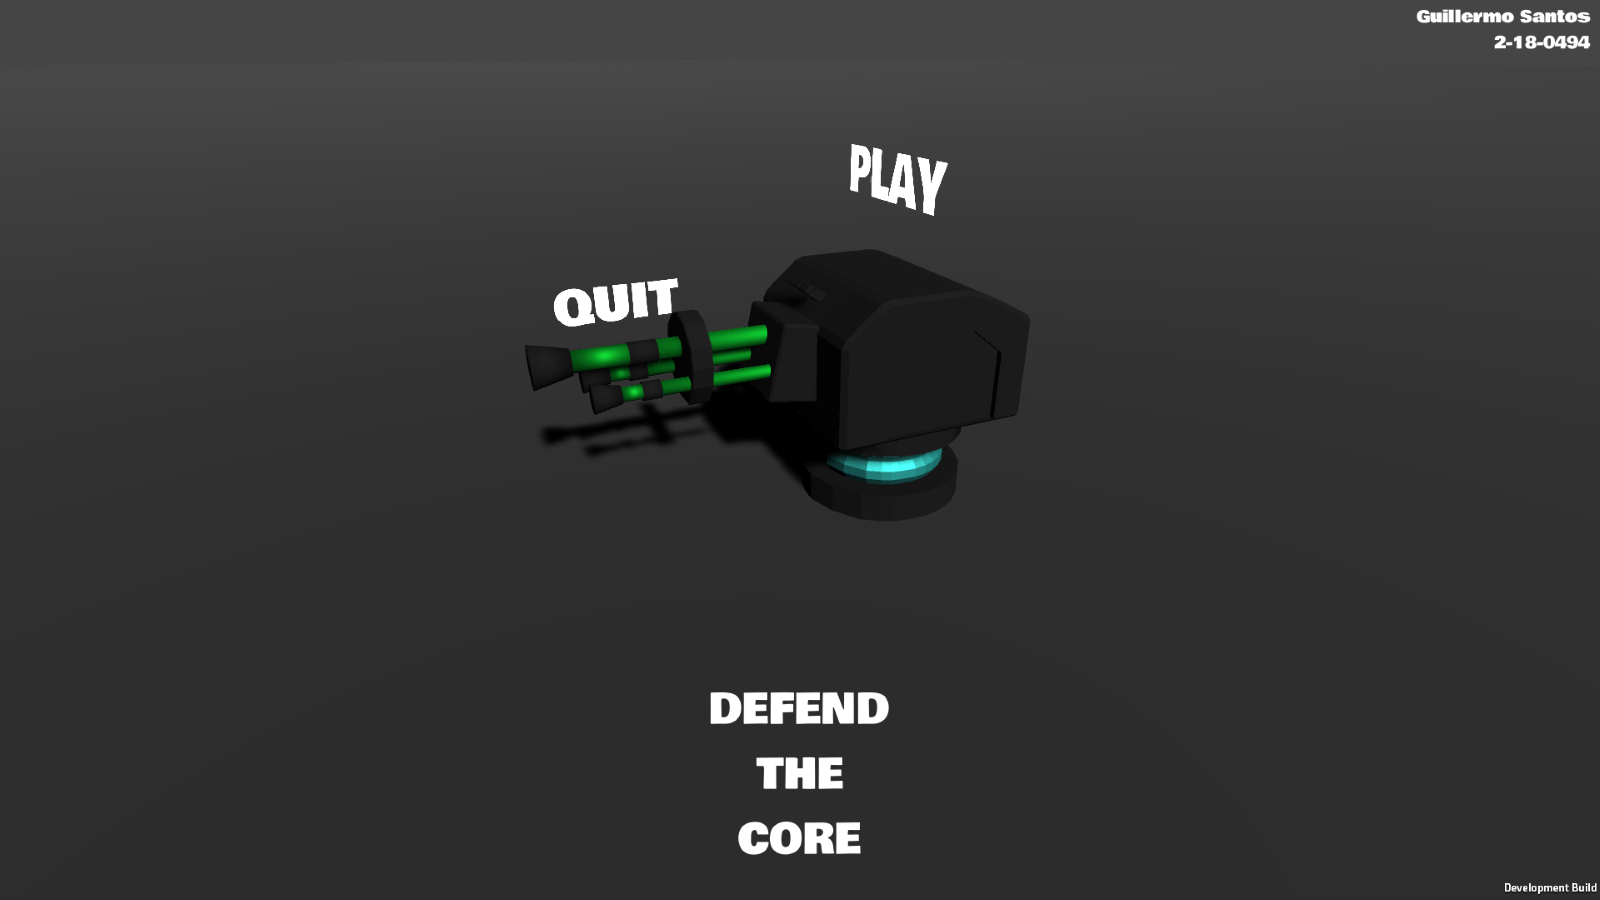 Guillermo Santos
2-18-0494
PLAY
QUIT
DEFEND
THE
CORE
Development Build